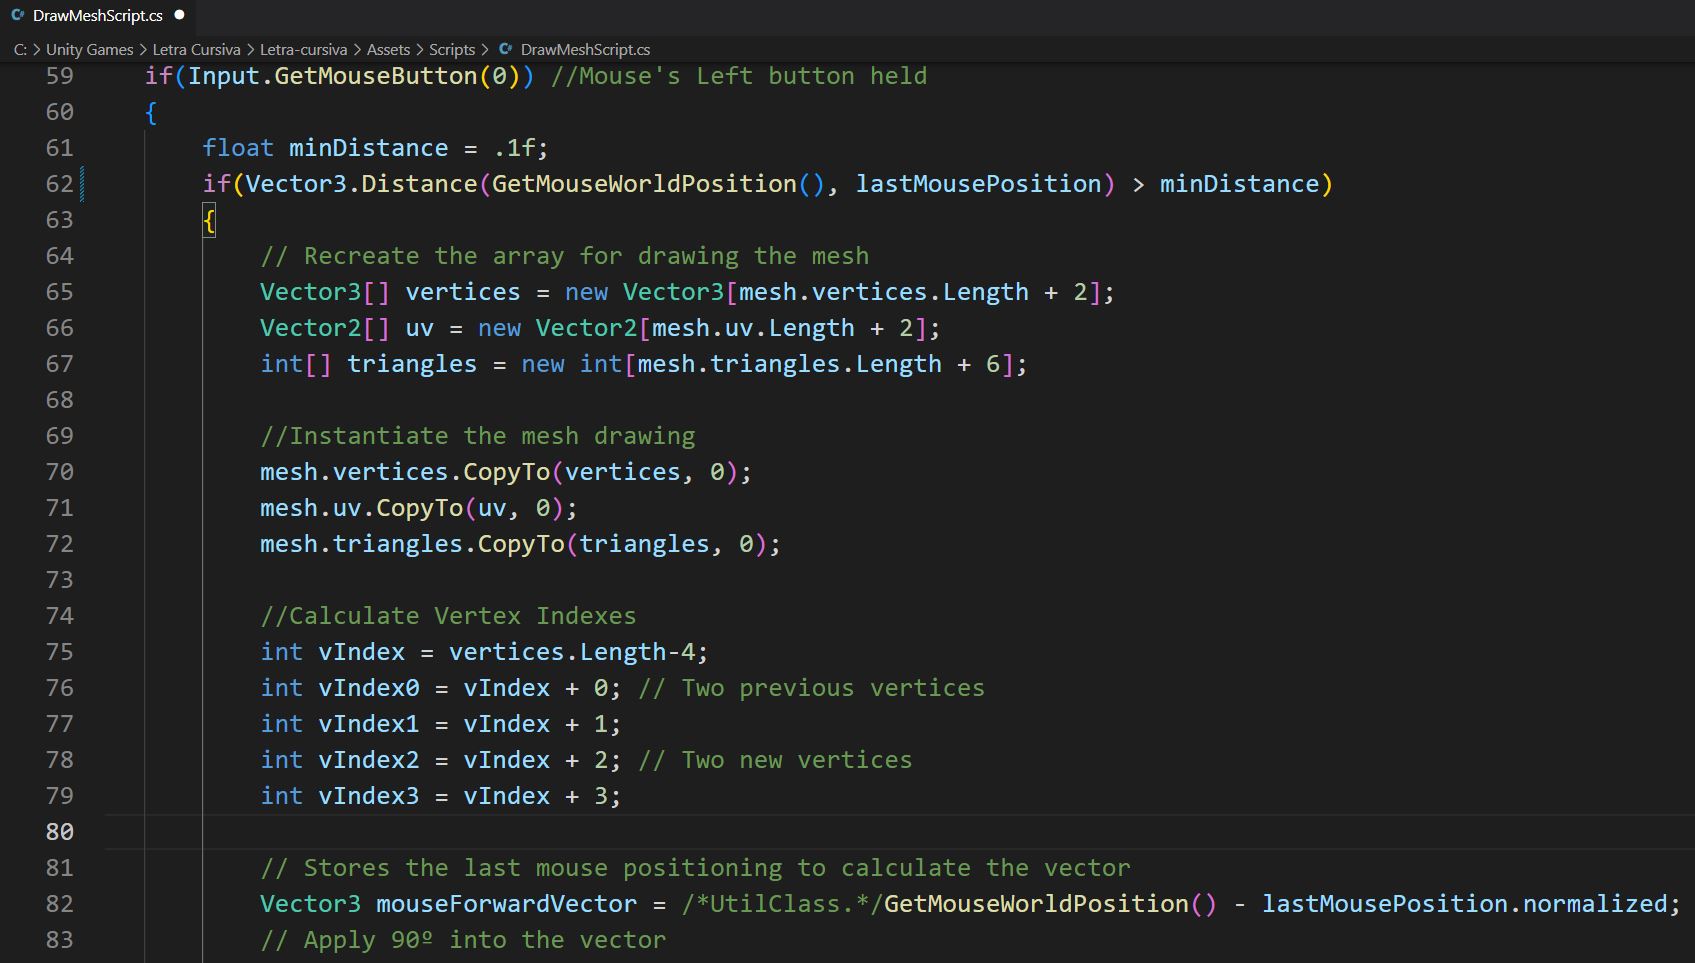 DrawMeshScript.cs
C: > Unity Games > Letra Cursiva > Letra-cursiva > Assets > Scripts > DrawMeshScript.cs
59 if(Input.GetMouseButton(0)) //Mouse's Left button held
60 {
61 float minDistance = .1f;
62 if(Vector3.Distance(GetMouseWorldPosition(), lastMousePosition) > minDistance)
63 {
64 // Recreate the array for drawing the mesh
65 Vector3[] vertices = new Vector3[mesh.vertices.Length + 2];
66 Vector2[] uv = new Vector2[mesh.uv.Length + 2];
67 int[] triangles = new int[mesh.triangles.Length + 6];
68
69 //Instantiate the mesh drawing
70 mesh.vertices.CopyTo(vertices, 0);
71 mesh.uv.CopyTo(uv, 0);
72 mesh.triangles.CopyTo(triangles, 0);
73
74 //Calculate Vertex Indexes
75 int vIndex = vertices.Length-4;
76 int vIndex0 = vIndex + 0; // Two previous vertices
77 int vIndex1 = vIndex + 1;
78 int vIndex2 = vIndex + 2; // Two new vertices
79 int vIndex3 = vIndex + 3;
80
81 // Stores the last mouse positioning to calculate the vector
82 Vector3 mouseForwardVector = /*UtilClass.*/GetMouseWorldPosition() - lastMousePosition.normalized;
83 // Apply 90º into the vector